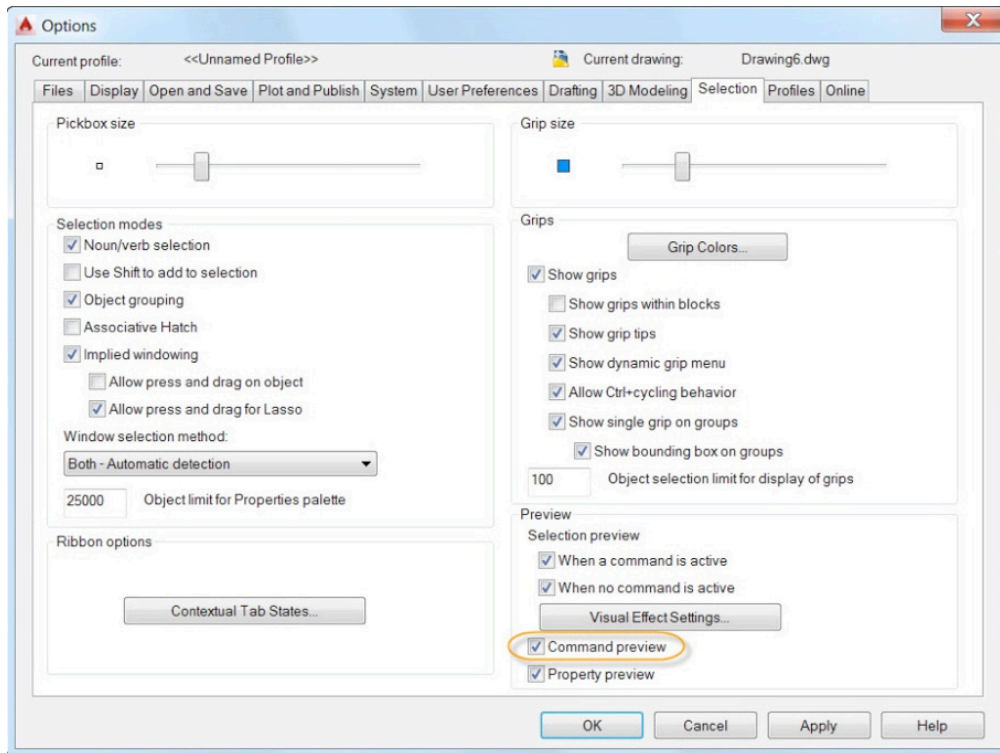 Options
Current profile: <<Unnamed Profile>> Current drawing: Drawing6.dwg
Files Display Open and Save Plot and Publish System User Preferences Drafting 3D Modeling Selection Profiles Online
Pickbox size
Selection modes
Noun/verb selection
Use Shift to add to selection
Object grouping
Associative Hatch
Implied windowing
Allow press and drag on object
Allow press and drag for Lasso
Window selection method:
Both - Automatic detection
25000 Object limit for Properties palette
Ribbon options
Contextual Tab States...
Grip size
Grips
Grip Colors...
Show grips
Show grips within blocks
Show grip tips
Show dynamic grip menu
Allow Ctrl+cycling behavior
Show single grip on groups
Show bounding box on groups
100 Object selection limit for display of grips
Preview
Selection preview
When a command is active
When no command is active
Visual Effect Settings...
Command preview
Property preview
OK Cancel Apply Help